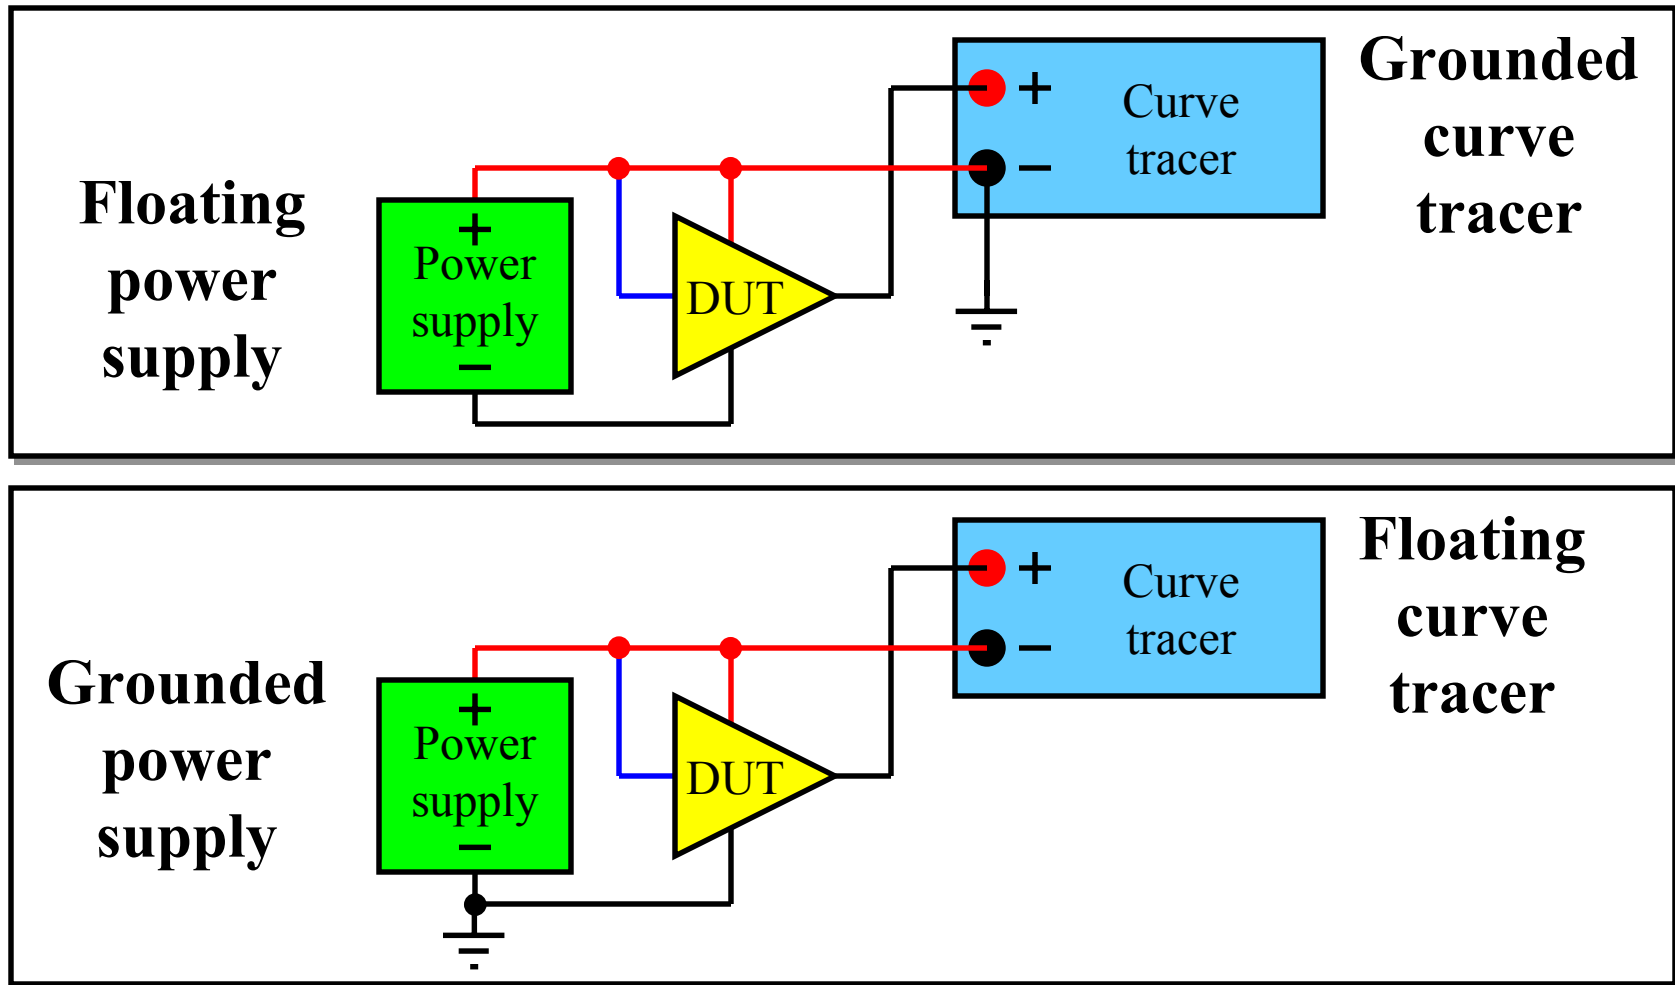 Floating
power
supply
+
Power
supply
−
DUT
+
−
Curve
tracer
Grounded
curve
tracer
Grounded
power
supply
+
Power
supply
−
DUT
+
−
Curve
tracer
Floating
curve
tracer